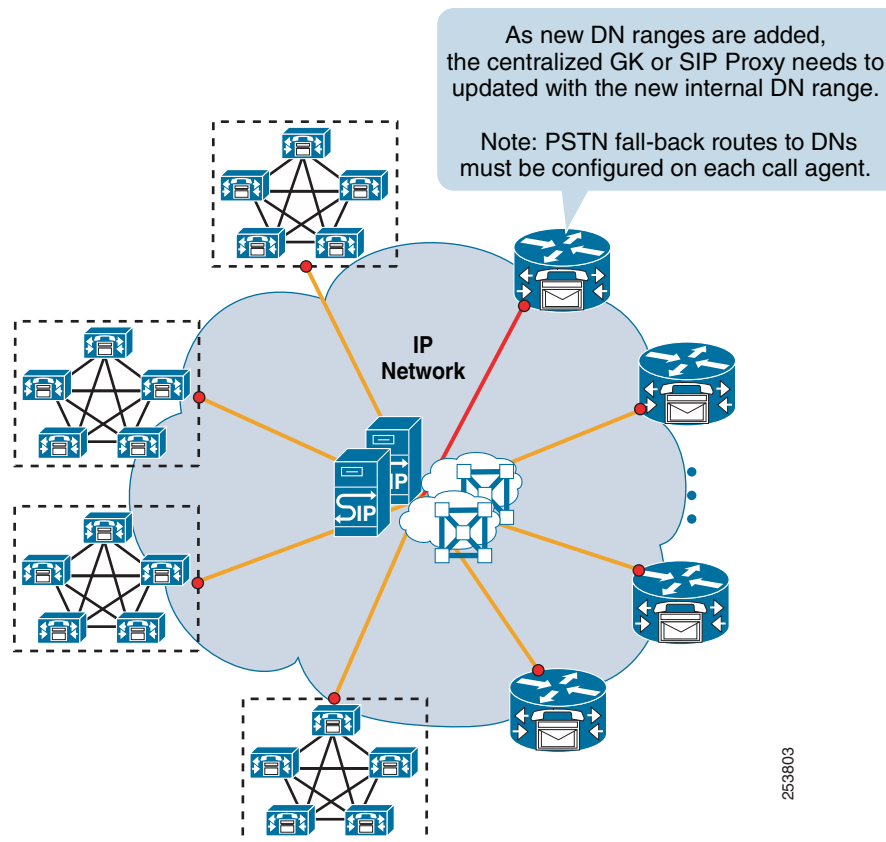 As new DN ranges are added,
the centralized GK or SIP Proxy needs to
updated with the new internal DN range.
Note: PSTN fall-back routes to DNs
must be configured on each call agent.
IP
Network
IP
SIP
253803